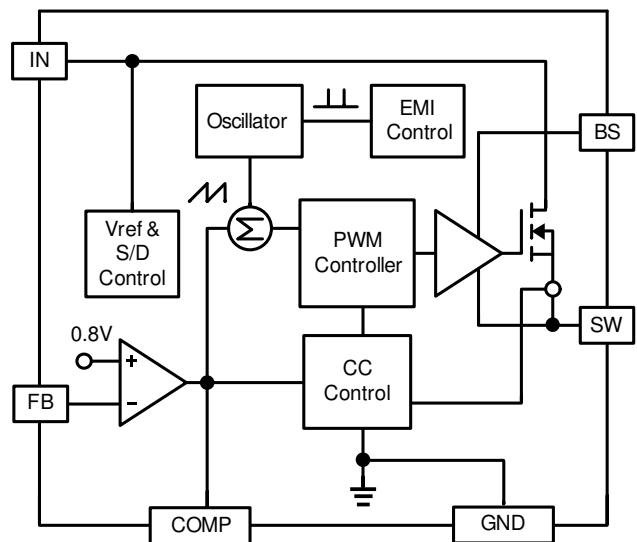 IN
Oscillator
EMI
Control
BS
Vref &
S/D
Control
Σ
PWM
Controller
SW
0.8V
+
−
FB
CC
Control
COMP
GND